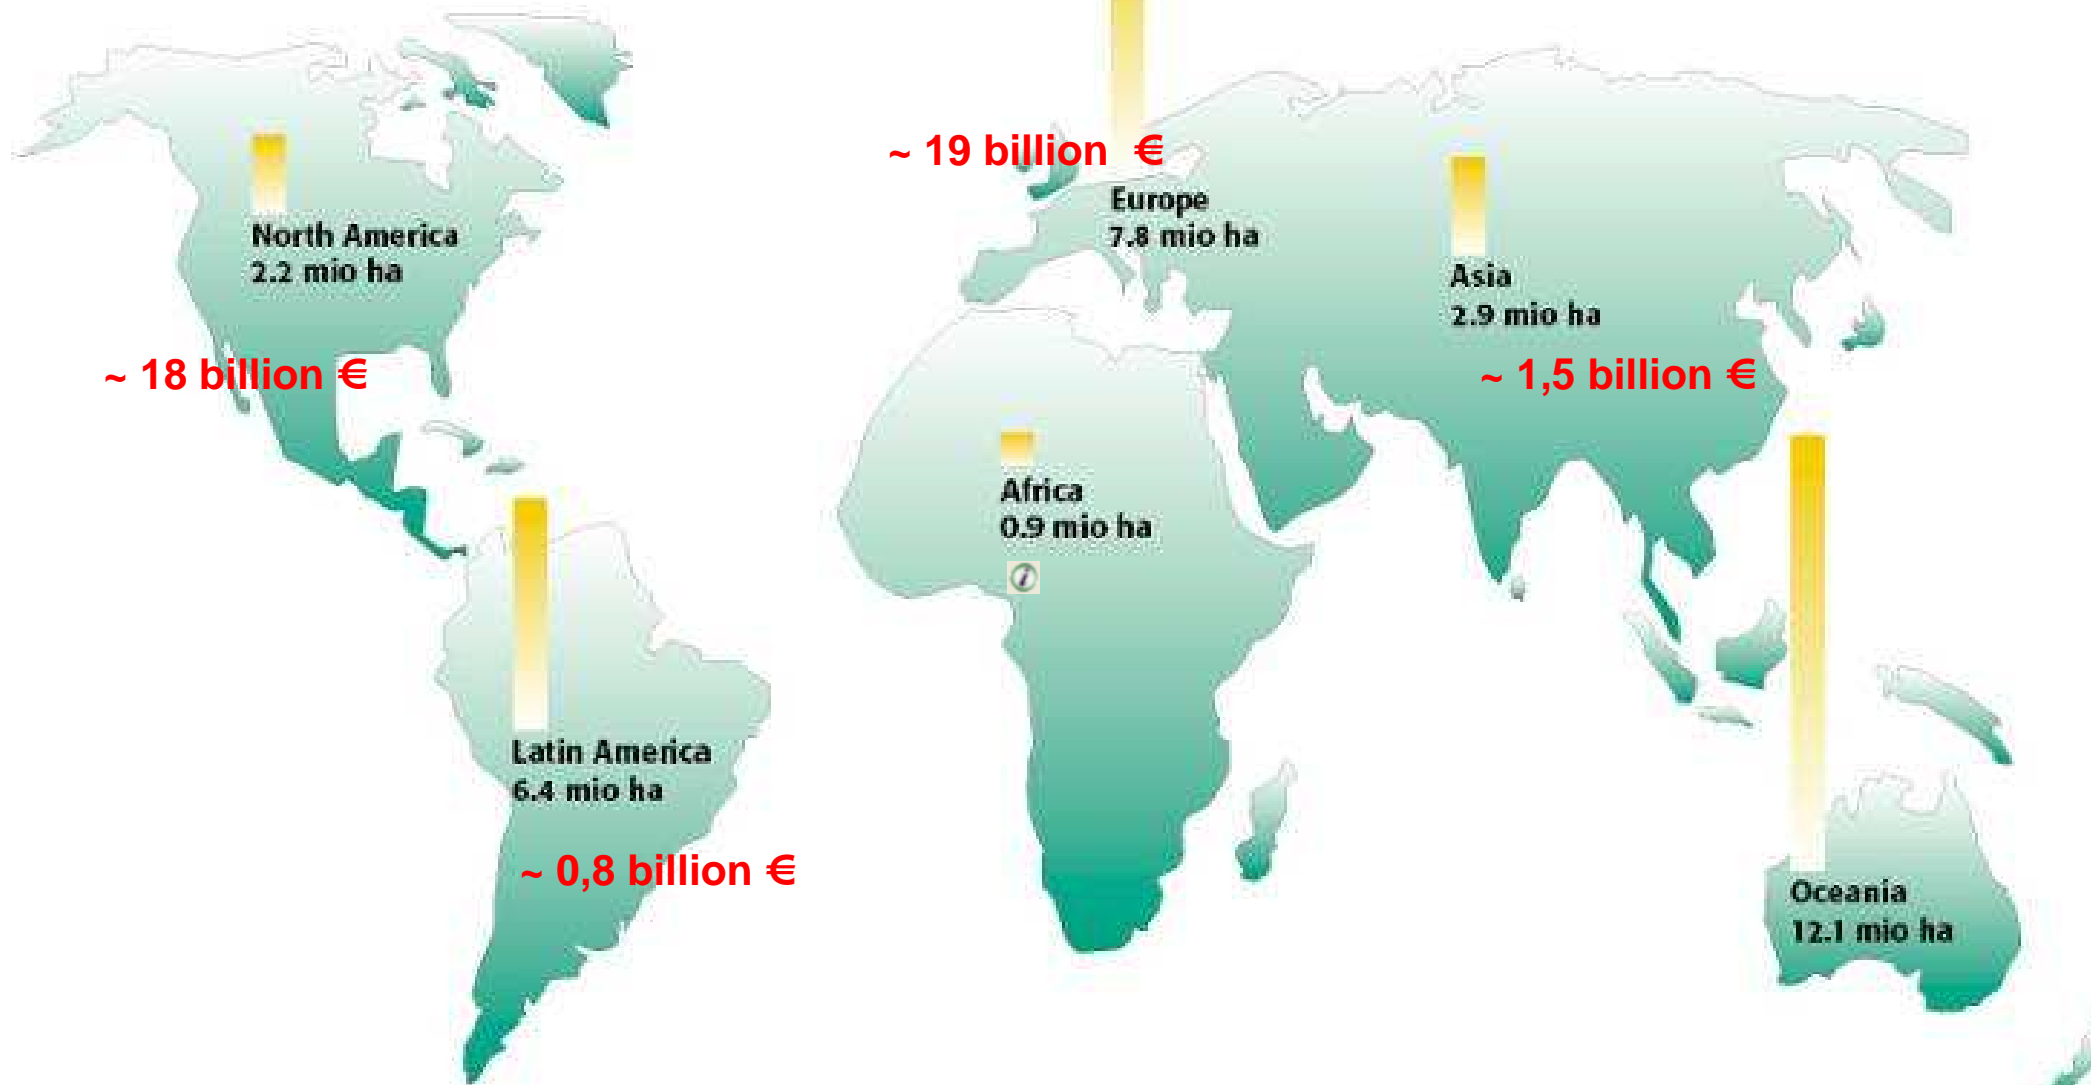 ~ 19 billion €
Europe
7.8 mio ha
North America
2.2 mio ha
Asia
2.9 mio ha
~ 18 billion €
~ 1,5 billion €
Africa
0.9 mio ha
i
Latin America
6.4 mio ha
~ 0,8 billion €
Oceania
12.1 mio ha